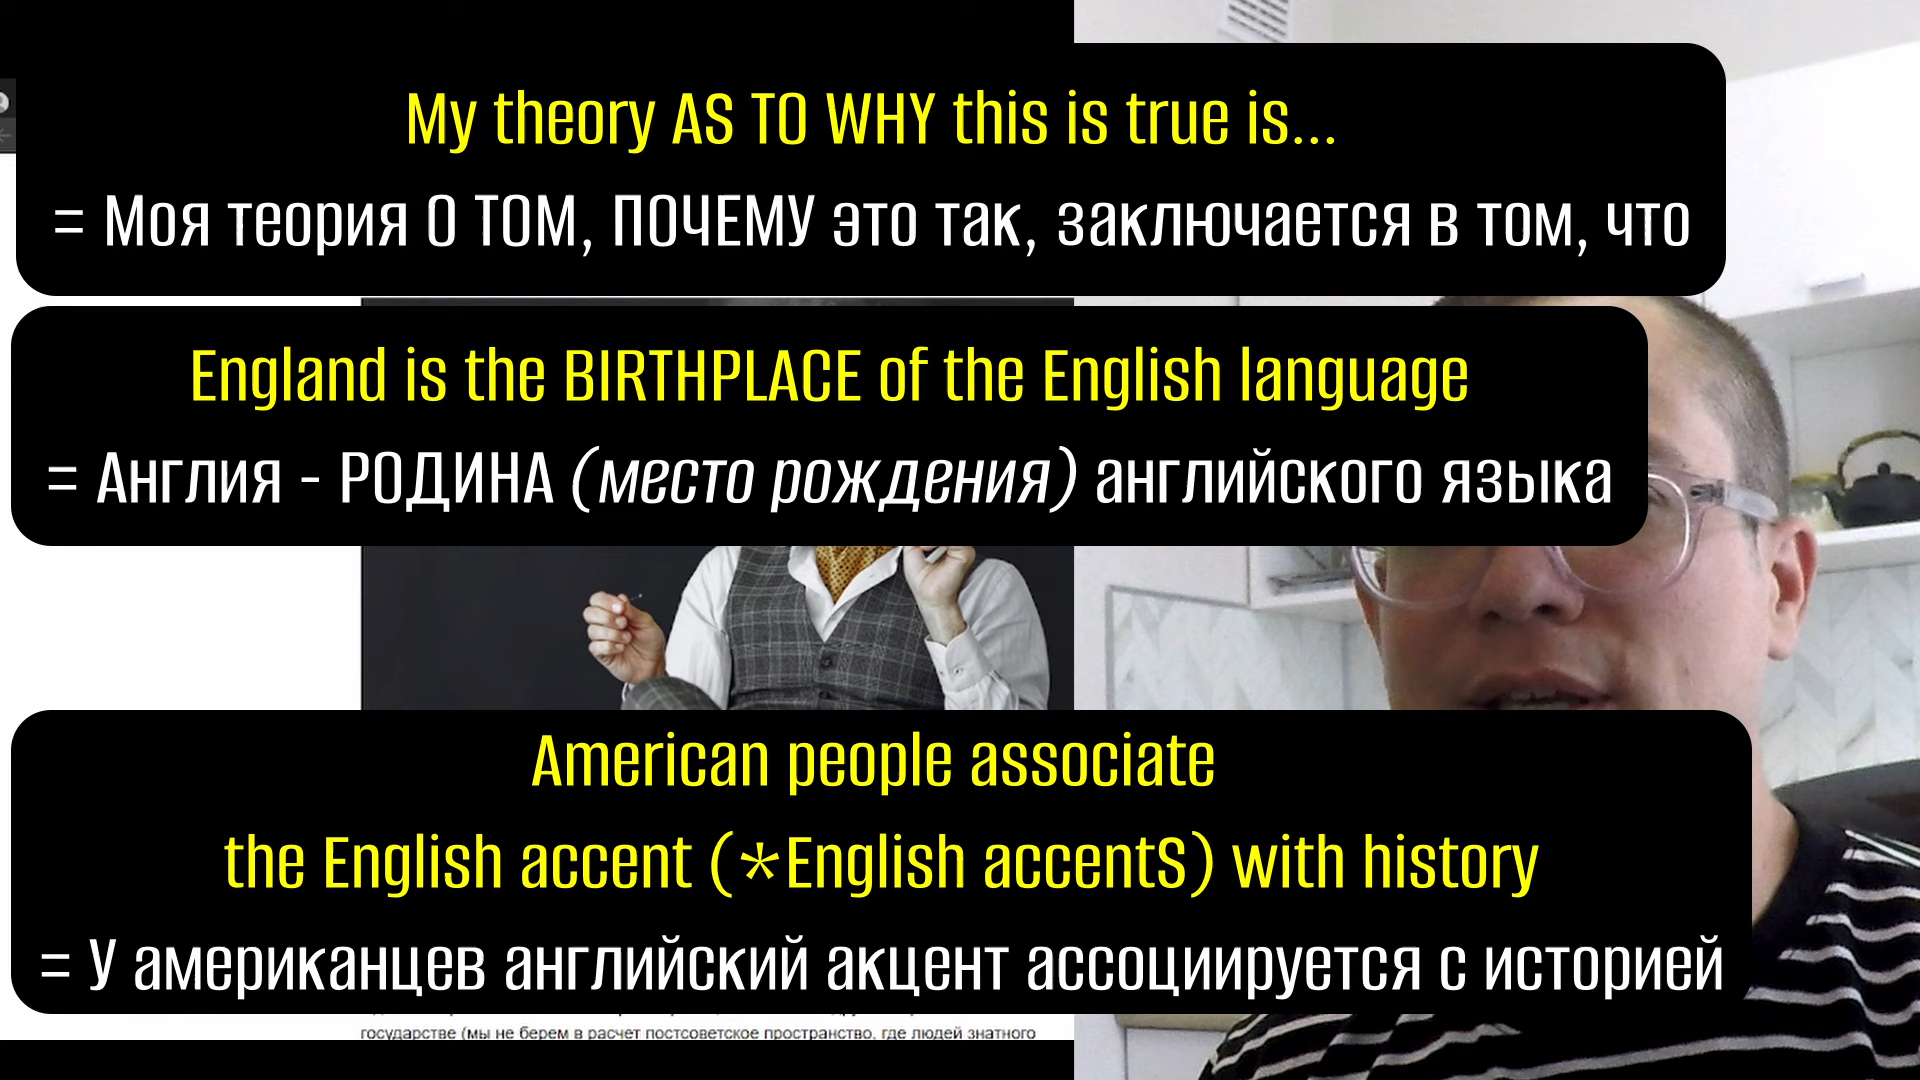 My theory AS TO WHY this is true is...
= Моя теория О ТОМ, ПОЧЕМУ это так, заключается в том, что
England is the BIRTHPLACE of the English language
= Англия - РОДИНА (место рождения) английского языка
American people associate
the English accent (*English accentS) with history
= У американцев английский акцент ассоциируется с историей
государстве (мы не берем в расчет постсоветское пространство, где людей знатного